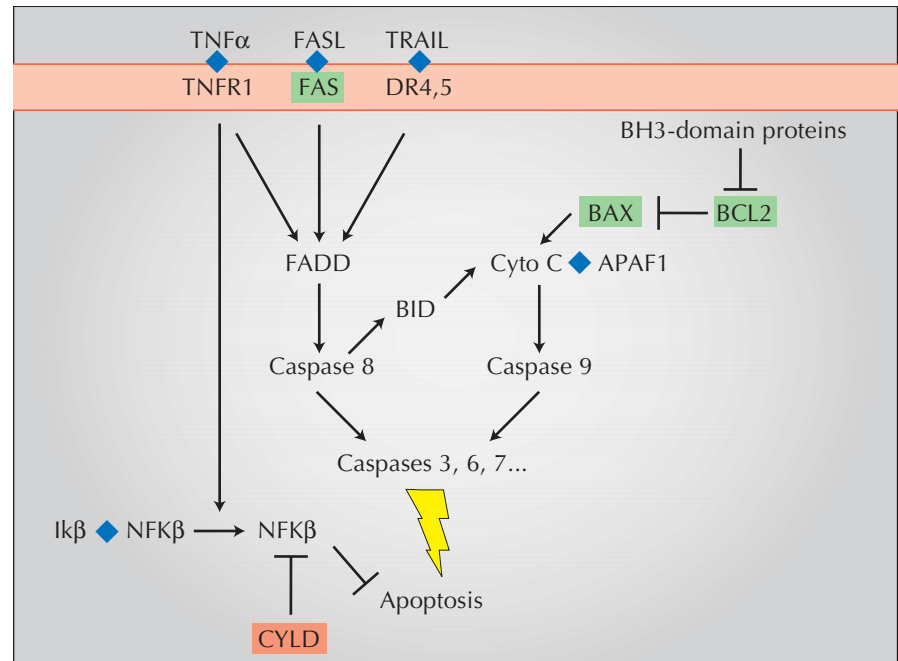 TNFα FASL TRAIL
TNFR1 FAS DR4,5
BH3-domain proteins
BAX BCL2
FADD Cyto C APAF1
BID
Caspase 8 Caspase 9
Caspases 3, 6, 7...
Ikβ NFKβ NFKβ
Apoptosis
CYLD